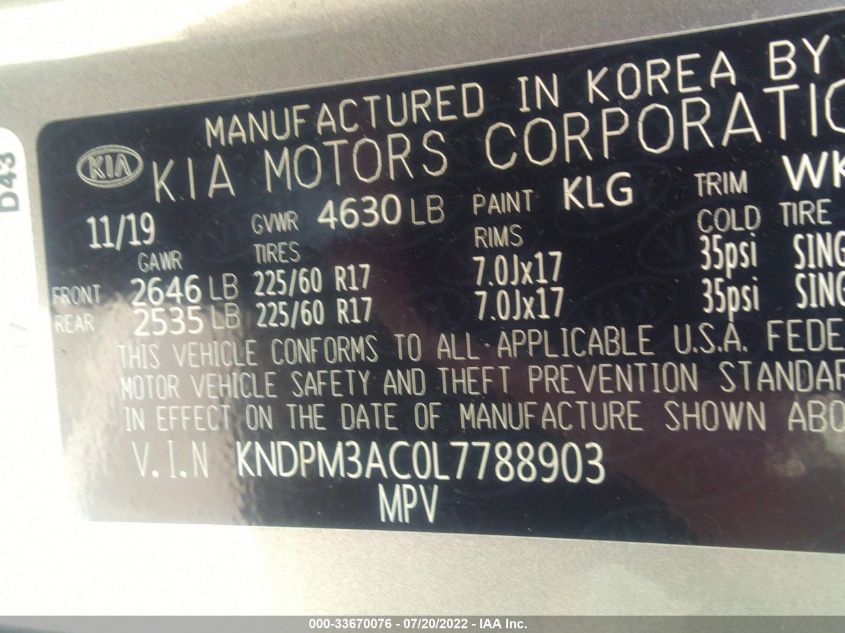 MANUFACTURED IN KOREA BY
KIA
KIA MOTORS CORPORATIO
D43
11/19 GVWR 4630 LB PAINT KLG TRIM WK
GAWR TIRES RIMS COLD TIRE
FRONT 2646 LB 225/60 R17 7.0Jx17 35psi SING
REAR 2535 LB 225/60 R17 7.0Jx17 35psi SING
THIS VEHICLE CONFORMS TO ALL APPLICABLE U.S.A. FEDE
MOTOR VEHICLE SAFETY AND THEFT PREVENTION STANDAR
IN EFFECT ON THE DATE OF MANUFACTURE SHOWN ABO
V.I.N KNDPM3AC0L7788903
MPV
000-33670076 - 07/20/2022 - IAA Inc.